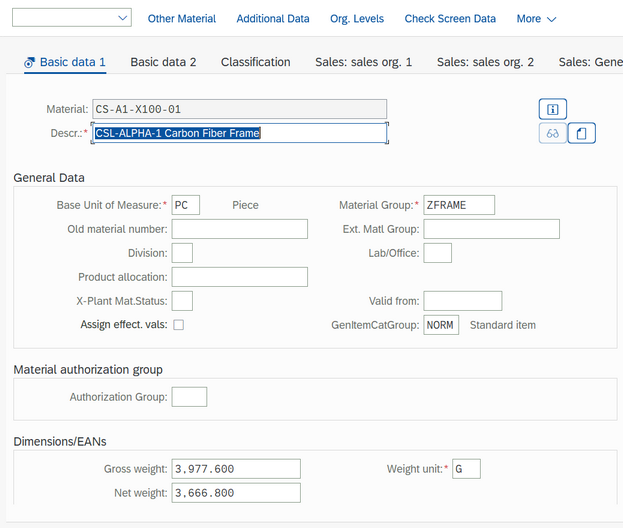 Other Material Additional Data Org. Levels Check Screen Data More
Basic data 1 Basic data 2 Classification Sales: sales org. 1 Sales: sales org. 2 Sales: Gene
Material: CS-A1-X100-01
Descr.:* CSL-ALPHA-1 Carbon Fiber Frame
General Data
Base Unit of Measure:* PC Piece Material Group:* ZFRAME
Old material number: Ext. Matl Group:
Division: Lab/Office:
Product allocation:
X-Plant Mat.Status: Valid from:
Assign effect. vals: GenItemCatGroup: NORM Standard item
Material authorization group
Authorization Group:
Dimensions/EANs
Gross weight: 3,977.600 Weight unit:* G
Net weight: 3,666.800